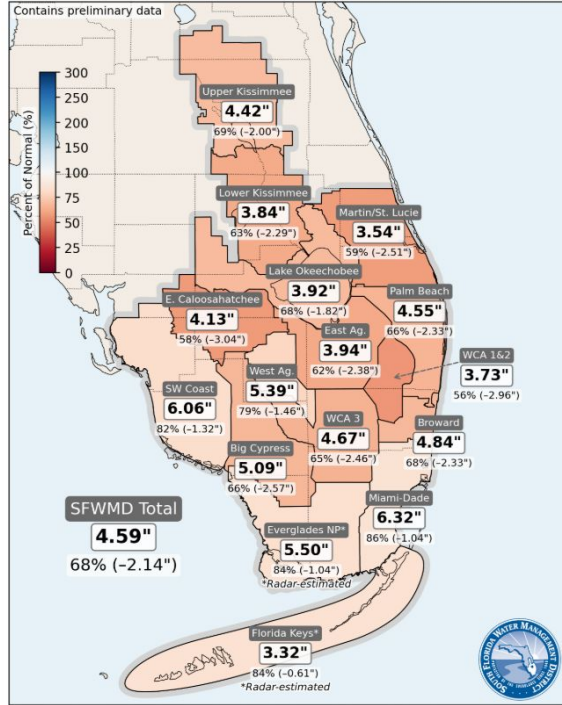 Contains preliminary data
300
250
200
150
125
100
75
50
25
0
Percent of Normal (%)
Upper Kissimmee
4.42"
69% (−2.00")
Lower Kissimmee
3.84"
63% (−2.29")
Martin/St. Lucie
3.54"
59% (−2.51")
Lake Okeechobee
3.92"
68% (−1.82")
Palm Beach
4.55"
66% (−2.33")
E. Caloosahatchee
4.13"
58% (−3.04")
East Ag.
3.94"
62% (−2.38")
WCA 1&2
3.73"
56% (−2.96")
West Ag.
5.39"
79% (−1.46")
SW Coast
6.06"
82% (−1.32")
WCA 3
4.67"
65% (−2.46")
Broward
4.84"
68% (−2.33")
Big Cypress
5.09"
66% (−2.57")
Miami-Dade
6.32"
86% (−1.04")
SFWMD Total
4.59"
68% (−2.14")
Everglades NP*
5.50"
84% (−1.04")
*Radar-estimated
Florida Keys*
3.32"
84% (−0.61")
*Radar-estimated
SOUTH FLORIDA WATER MANAGEMENT DISTRICT